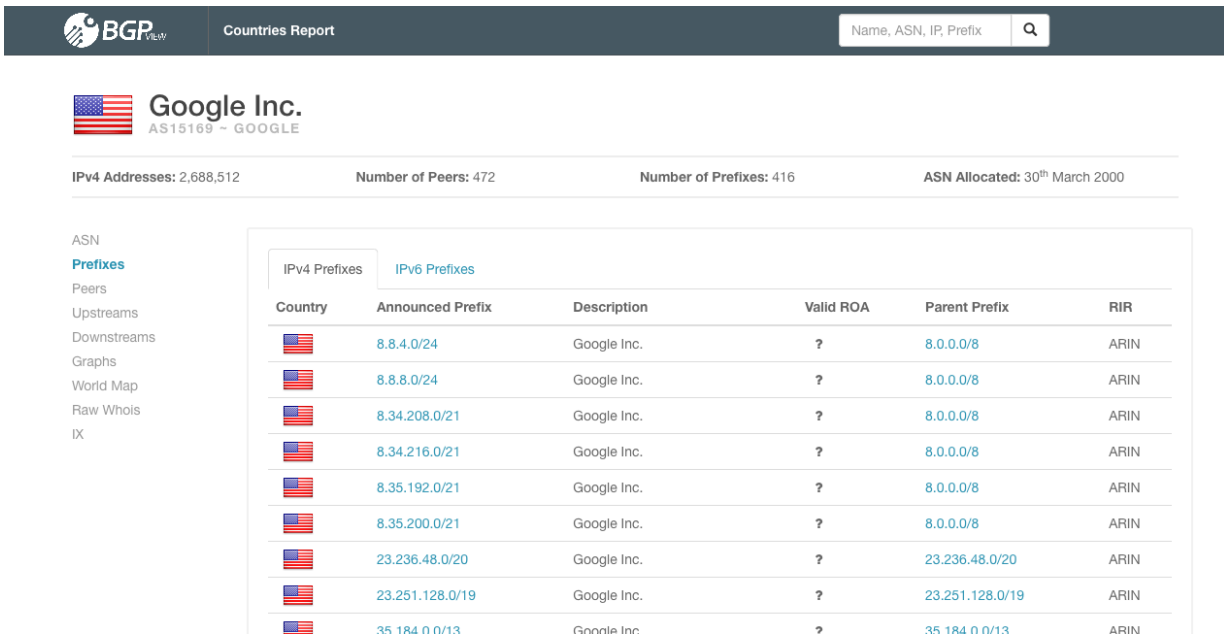 BGPVIEW Countries Report Name, ASN, IP, Prefix
Google Inc.
AS15169 ~ GOOGLE
IPv4 Addresses: 2,688,512 Number of Peers: 472 Number of Prefixes: 416 ASN Allocated: 30th March 2000
ASN
Prefixes
Peers
Upstreams
Downstreams
Graphs
World Map
Raw Whois
IX
IPv4 Prefixes IPv6 Prefixes
Country Announced Prefix Description Valid ROA Parent Prefix RIR
8.8.4.0/24 Google Inc. ? 8.0.0.0/8 ARIN
8.8.8.0/24 Google Inc. ? 8.0.0.0/8 ARIN
8.34.208.0/21 Google Inc. ? 8.0.0.0/8 ARIN
8.34.216.0/21 Google Inc. ? 8.0.0.0/8 ARIN
8.35.192.0/21 Google Inc. ? 8.0.0.0/8 ARIN
8.35.200.0/21 Google Inc. ? 8.0.0.0/8 ARIN
23.236.48.0/20 Google Inc. ? 23.236.48.0/20 ARIN
23.251.128.0/19 Google Inc. ? 23.251.128.0/19 ARIN
35.184.0.0/13 Google Inc. ? 35.184.0.0/13 ARIN